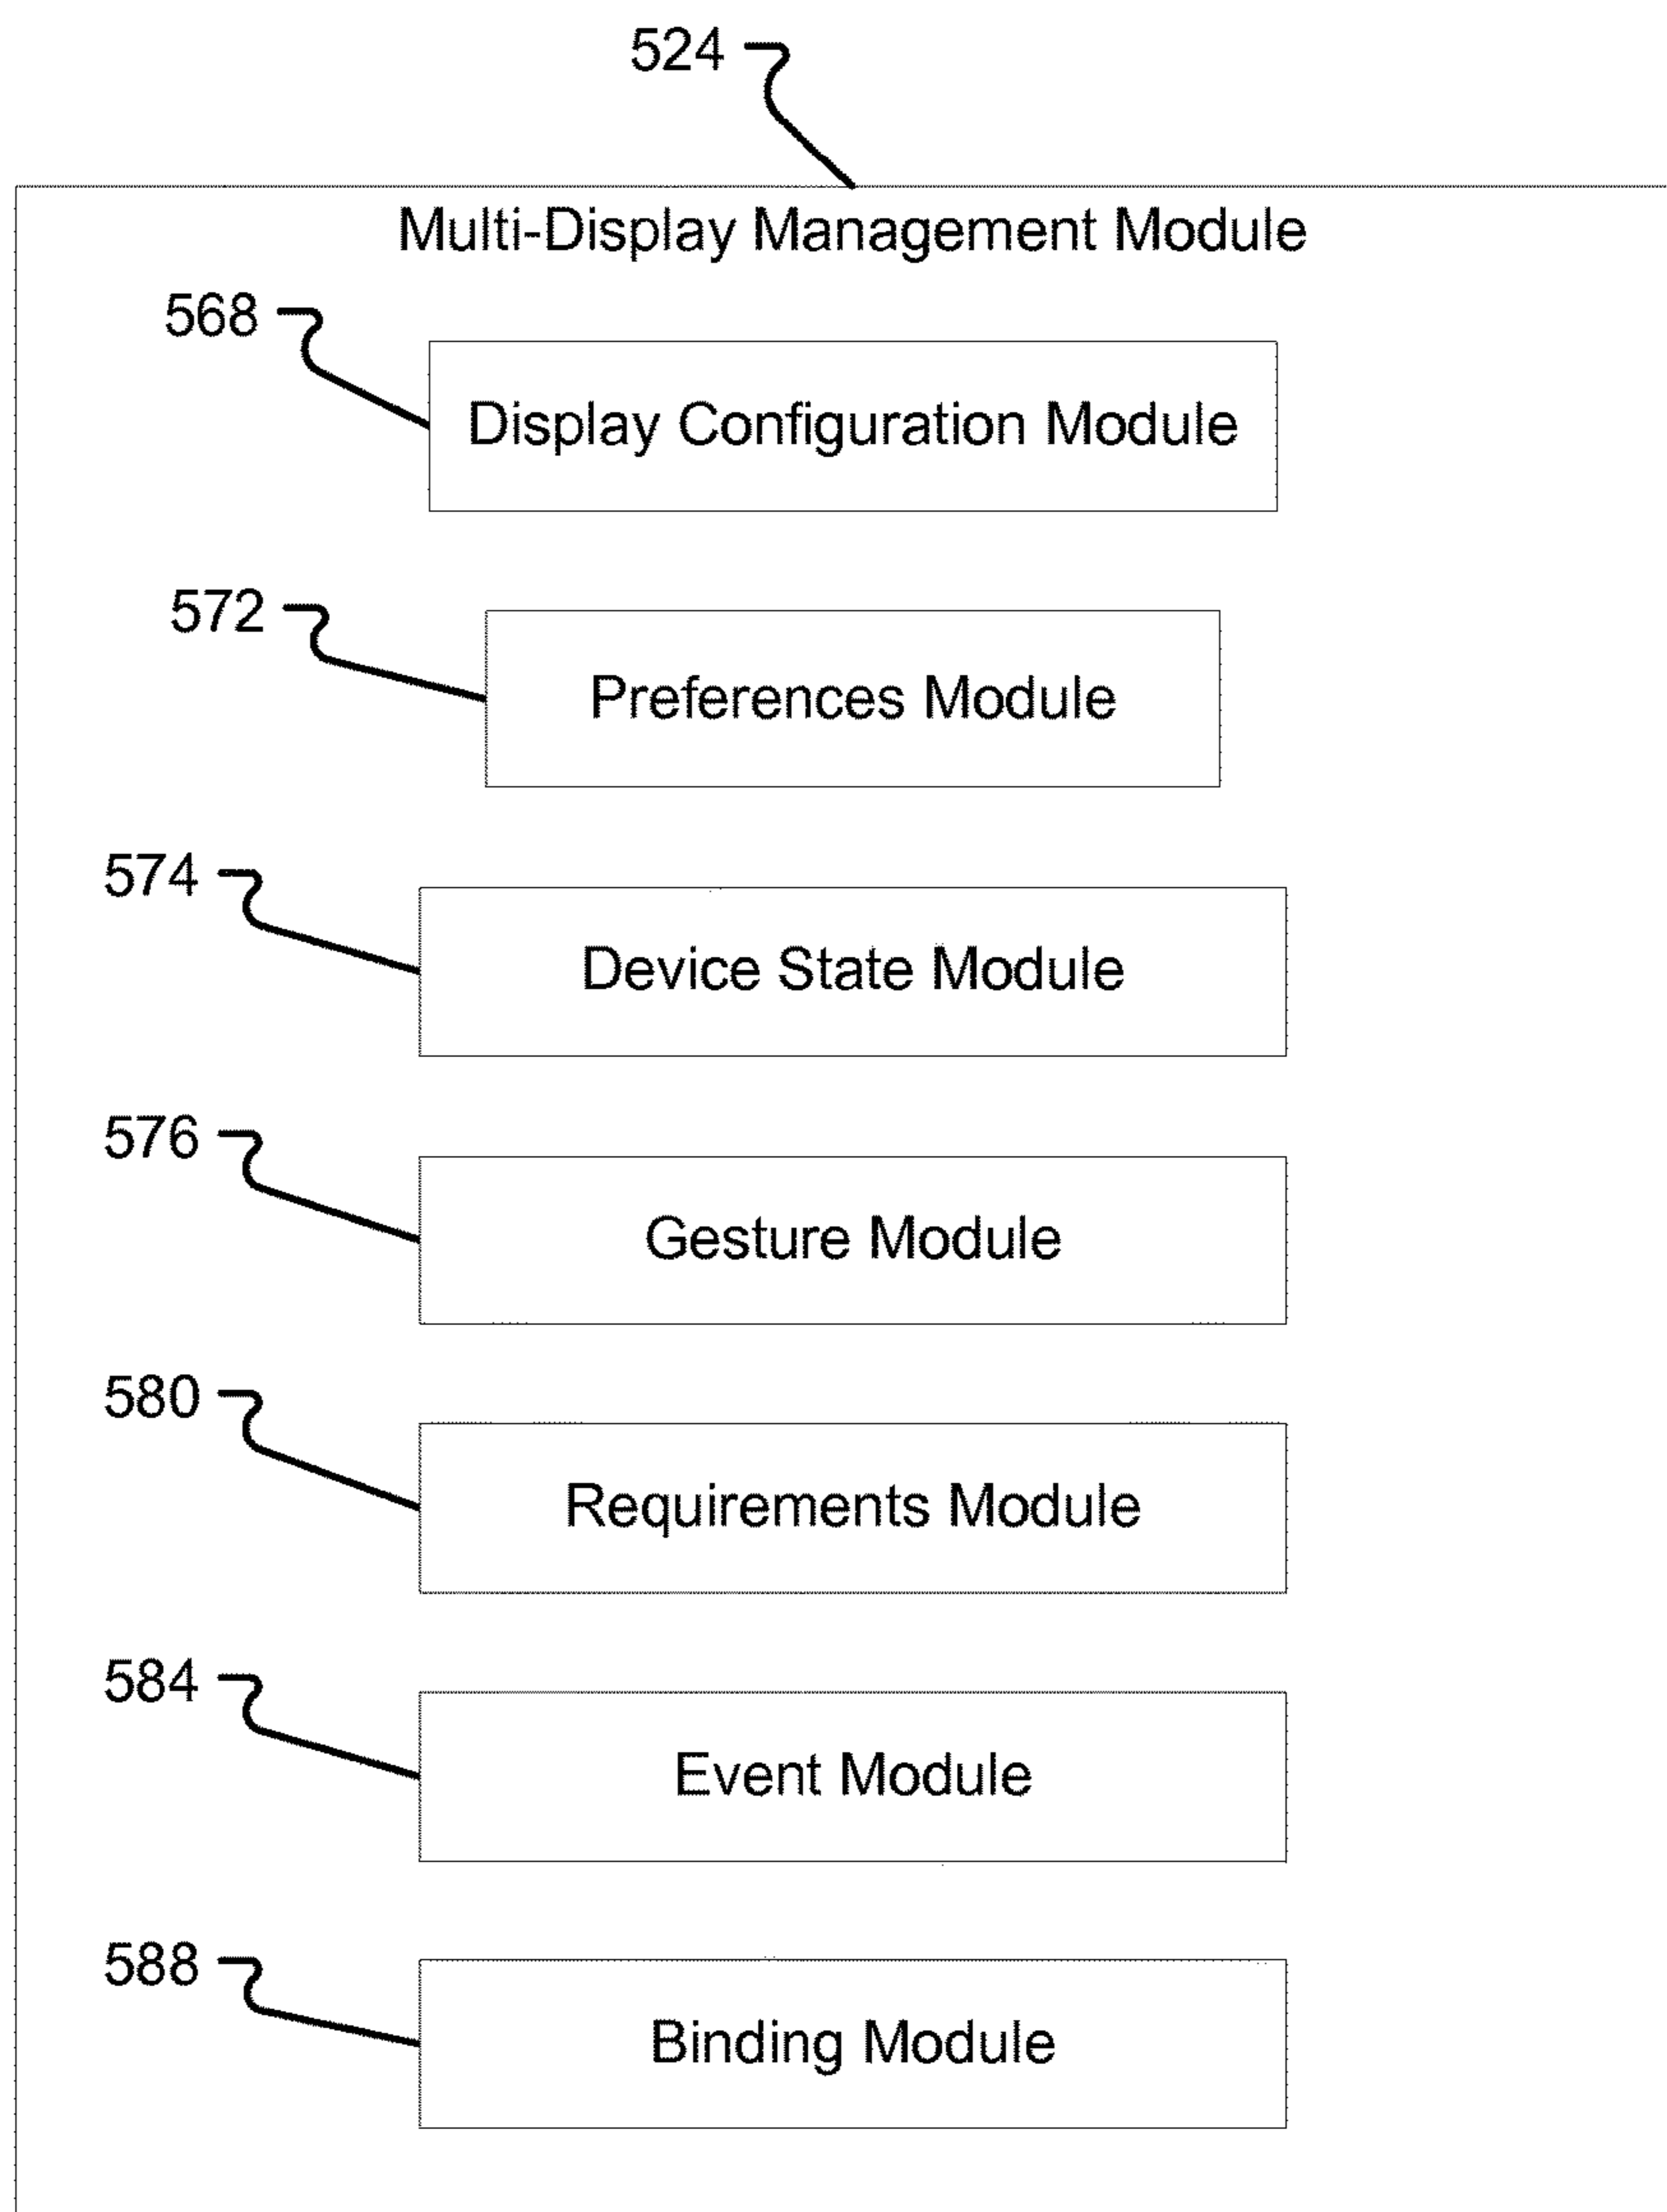 524
Multi-Display Management Module
568
Display Configuration Module
572
Preferences Module
574
Device State Module
576
Gesture Module
580
Requirements Module
584
Event Module
588
Binding Module